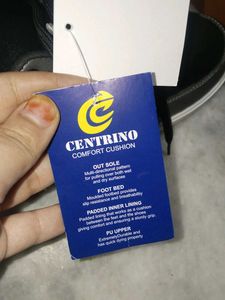 CENTRINO
COMFORT CUSHION
OUT SOLE
Multi-directional pattern
for pulling over both wet
and dry surfaces
FOOT BED
Moulded footbed provides
slip resistance and breathability
PADDED INNER LINING
Padded lining that works as a cushion
between the feet and the shoes
giving comfort and ensuring a sturdy grip.
PU UPPER
ExtremelyDurable and
has quick drying property